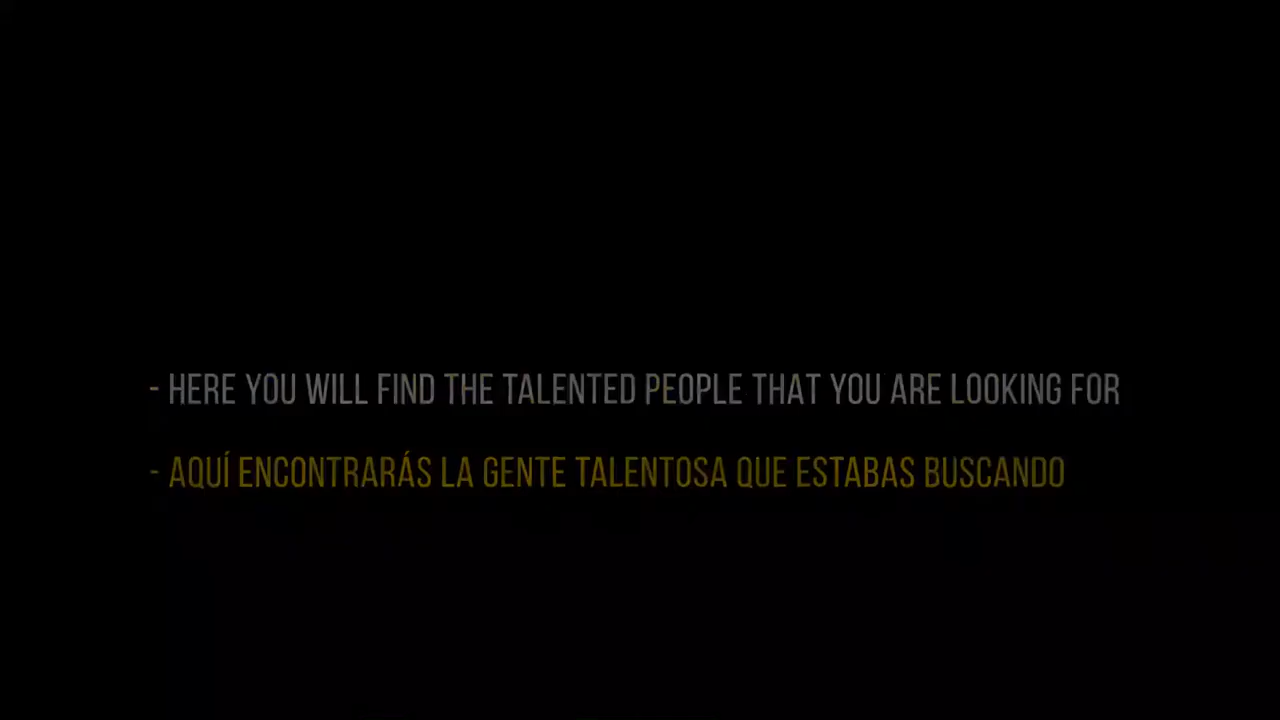 - HERE YOU WILL FIND THE TALENTED PEOPLE THAT YOU ARE LOOKING FOR
- AQUÍ ENCONTRARÁS LA GENTE TALENTOSA QUE ESTABAS BUSCANDO